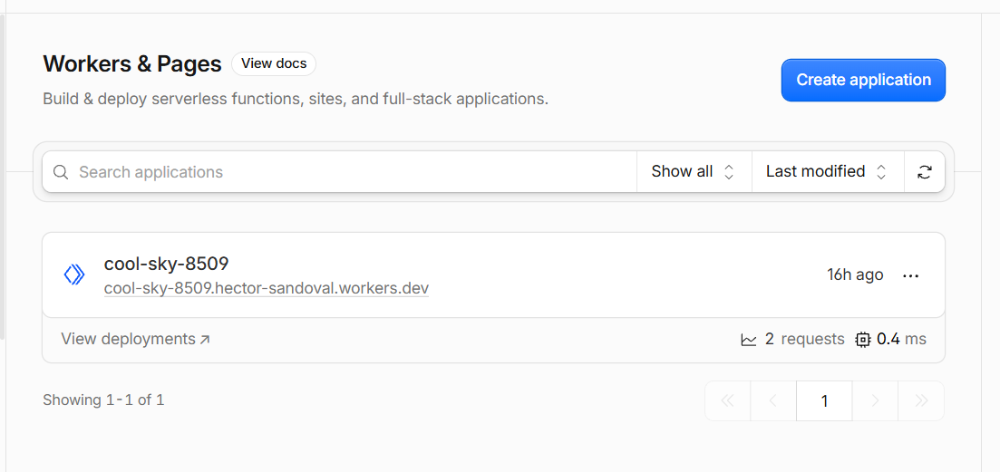 Workers & Pages View docs
Build & deploy serverless functions, sites, and full-stack applications.
Create application
Search applications Show all Last modified
cool-sky-8509
cool-sky-8509.hector-sandoval.workers.dev
16h ago
View deployments 2 requests 0.4 ms
Showing 1-1 of 1 1